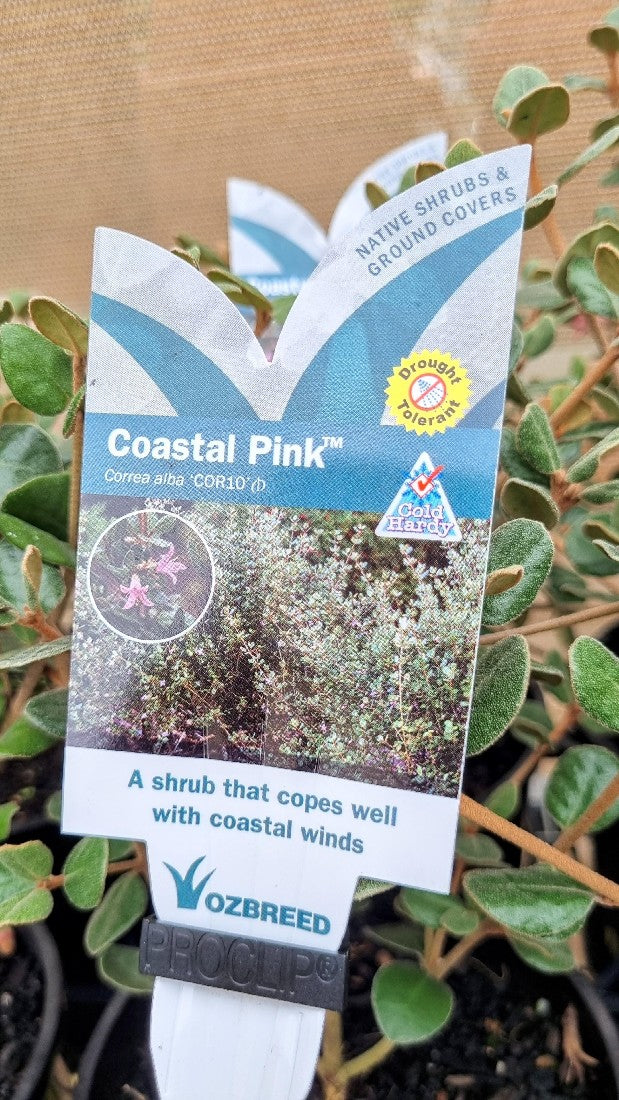 NATIVE SHRUBS &
GROUND COVERS
Drought
Tolerant
Coastal Pink™
Correa alba 'COR10'
Cold
Hardy
A shrub that copes well
with coastal winds
OZBREED
PROCLIP®